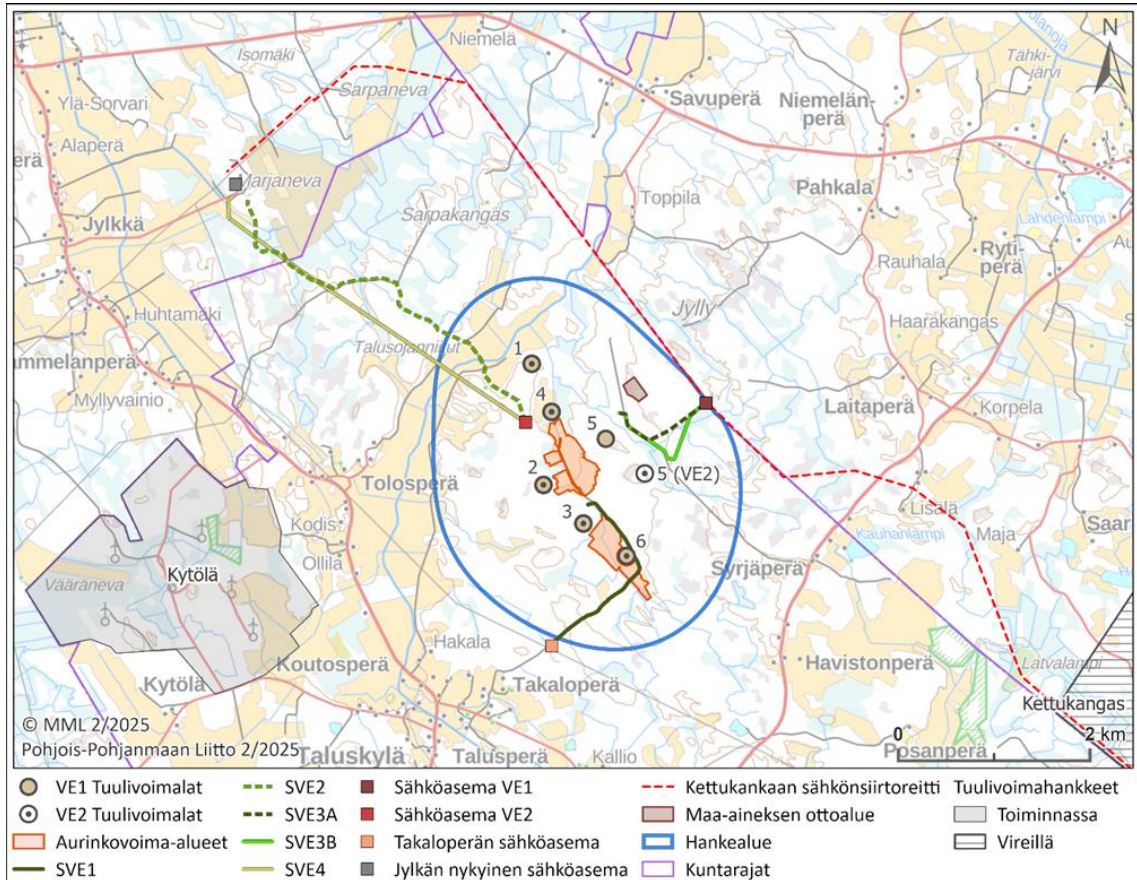 Niemelä
Isomäki
N
Tähki-
järvi
Sarpaneva
Ylä-Sorvari
Savuperä
Niemelän-
perä
Alaperä
Marjaneva
Toppila
Pahkala
Jylkkä
Sarpakangas
Lahdenlampi
Ryti-
perä
Rauhala
Huhtamäki
Jylly
Haarakangas
Talusojanniitut
ammelanperä
Myllyvainio
1
4
Laitaperä
Korpela
5
2
5 (VE2)
Tolosperä
3
Lisälä
Kodis
Maja
Saar
Kauhanlampi
Ollila
6
Syrjäperä
Kytölä
Vääräneva
Hakala
Havistonperä
Latvalampi
Koutosperä
Kytölä
Takaloperä
Kettukangas
© MML 2/2025
Pohjois-Pohjanmaan Liitto 2/2025
Taluskylä
Talusperä
Kallio
Posanperä
0
2 km
VE1 Tuulivoimalat
VE2 Tuulivoimalat
Aurinkovoima-alueet
SVE1
SVE2
SVE3A
SVE3B
SVE4
Sähköasema VE1
Sähköasema VE2
Takaloperän sähköasema
Jylkän nykyinen sähköasema
Kettukankaan sähkönsiirtoreitti
Maa-aineksen ottoalue
Hankealue
Kuntarajat
Tuulivoimahankkeet
Toiminnassa
Vireillä